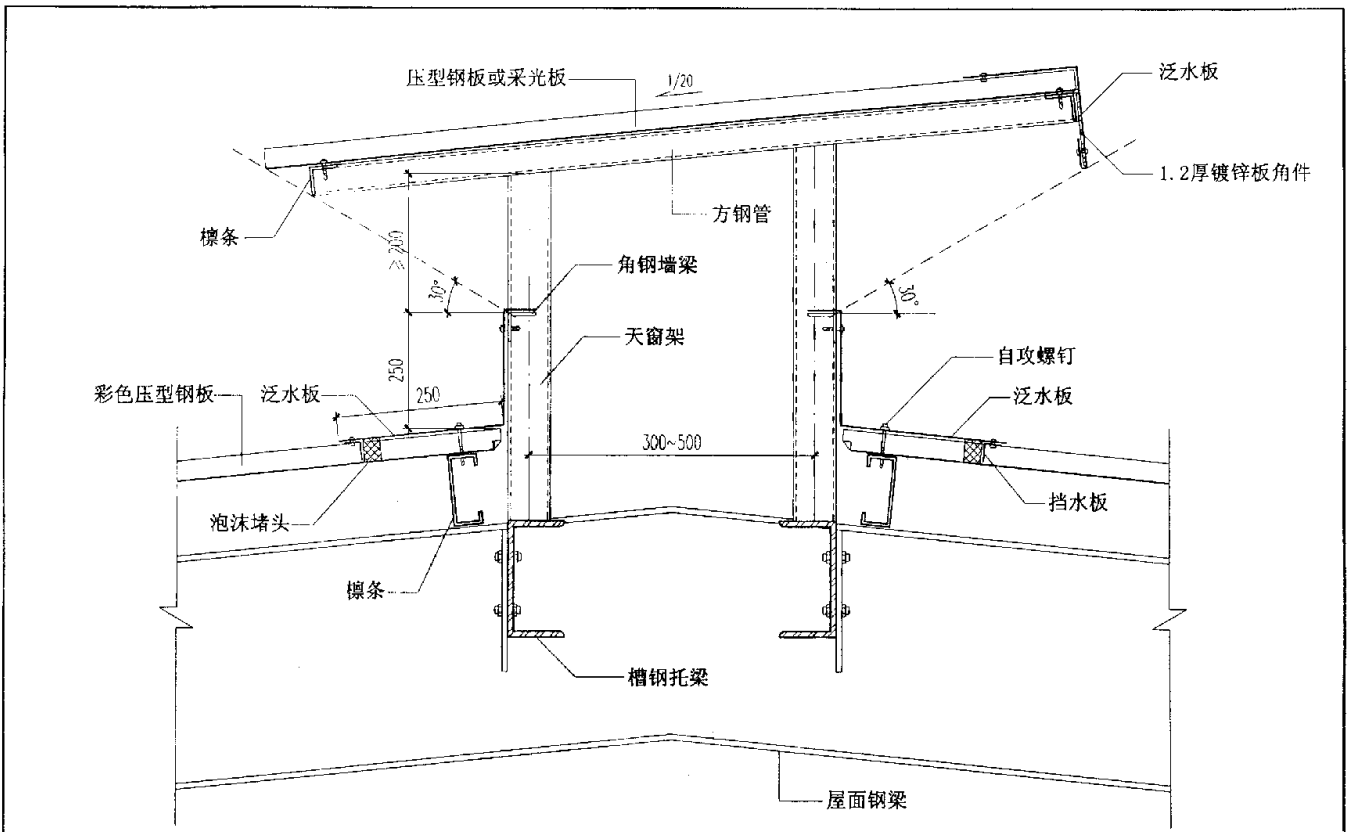 压型钢板或采光板
1/20
泛水板
1.2厚镀锌板角件
方钢管
檩条
≥200
角钢墙梁
30°
30°
天窗架
自攻螺钉
250
彩色压型钢板
泛水板
250
泛水板
300~500
泡沫堵头
挡水板
檩条
槽钢托梁
屋面钢梁